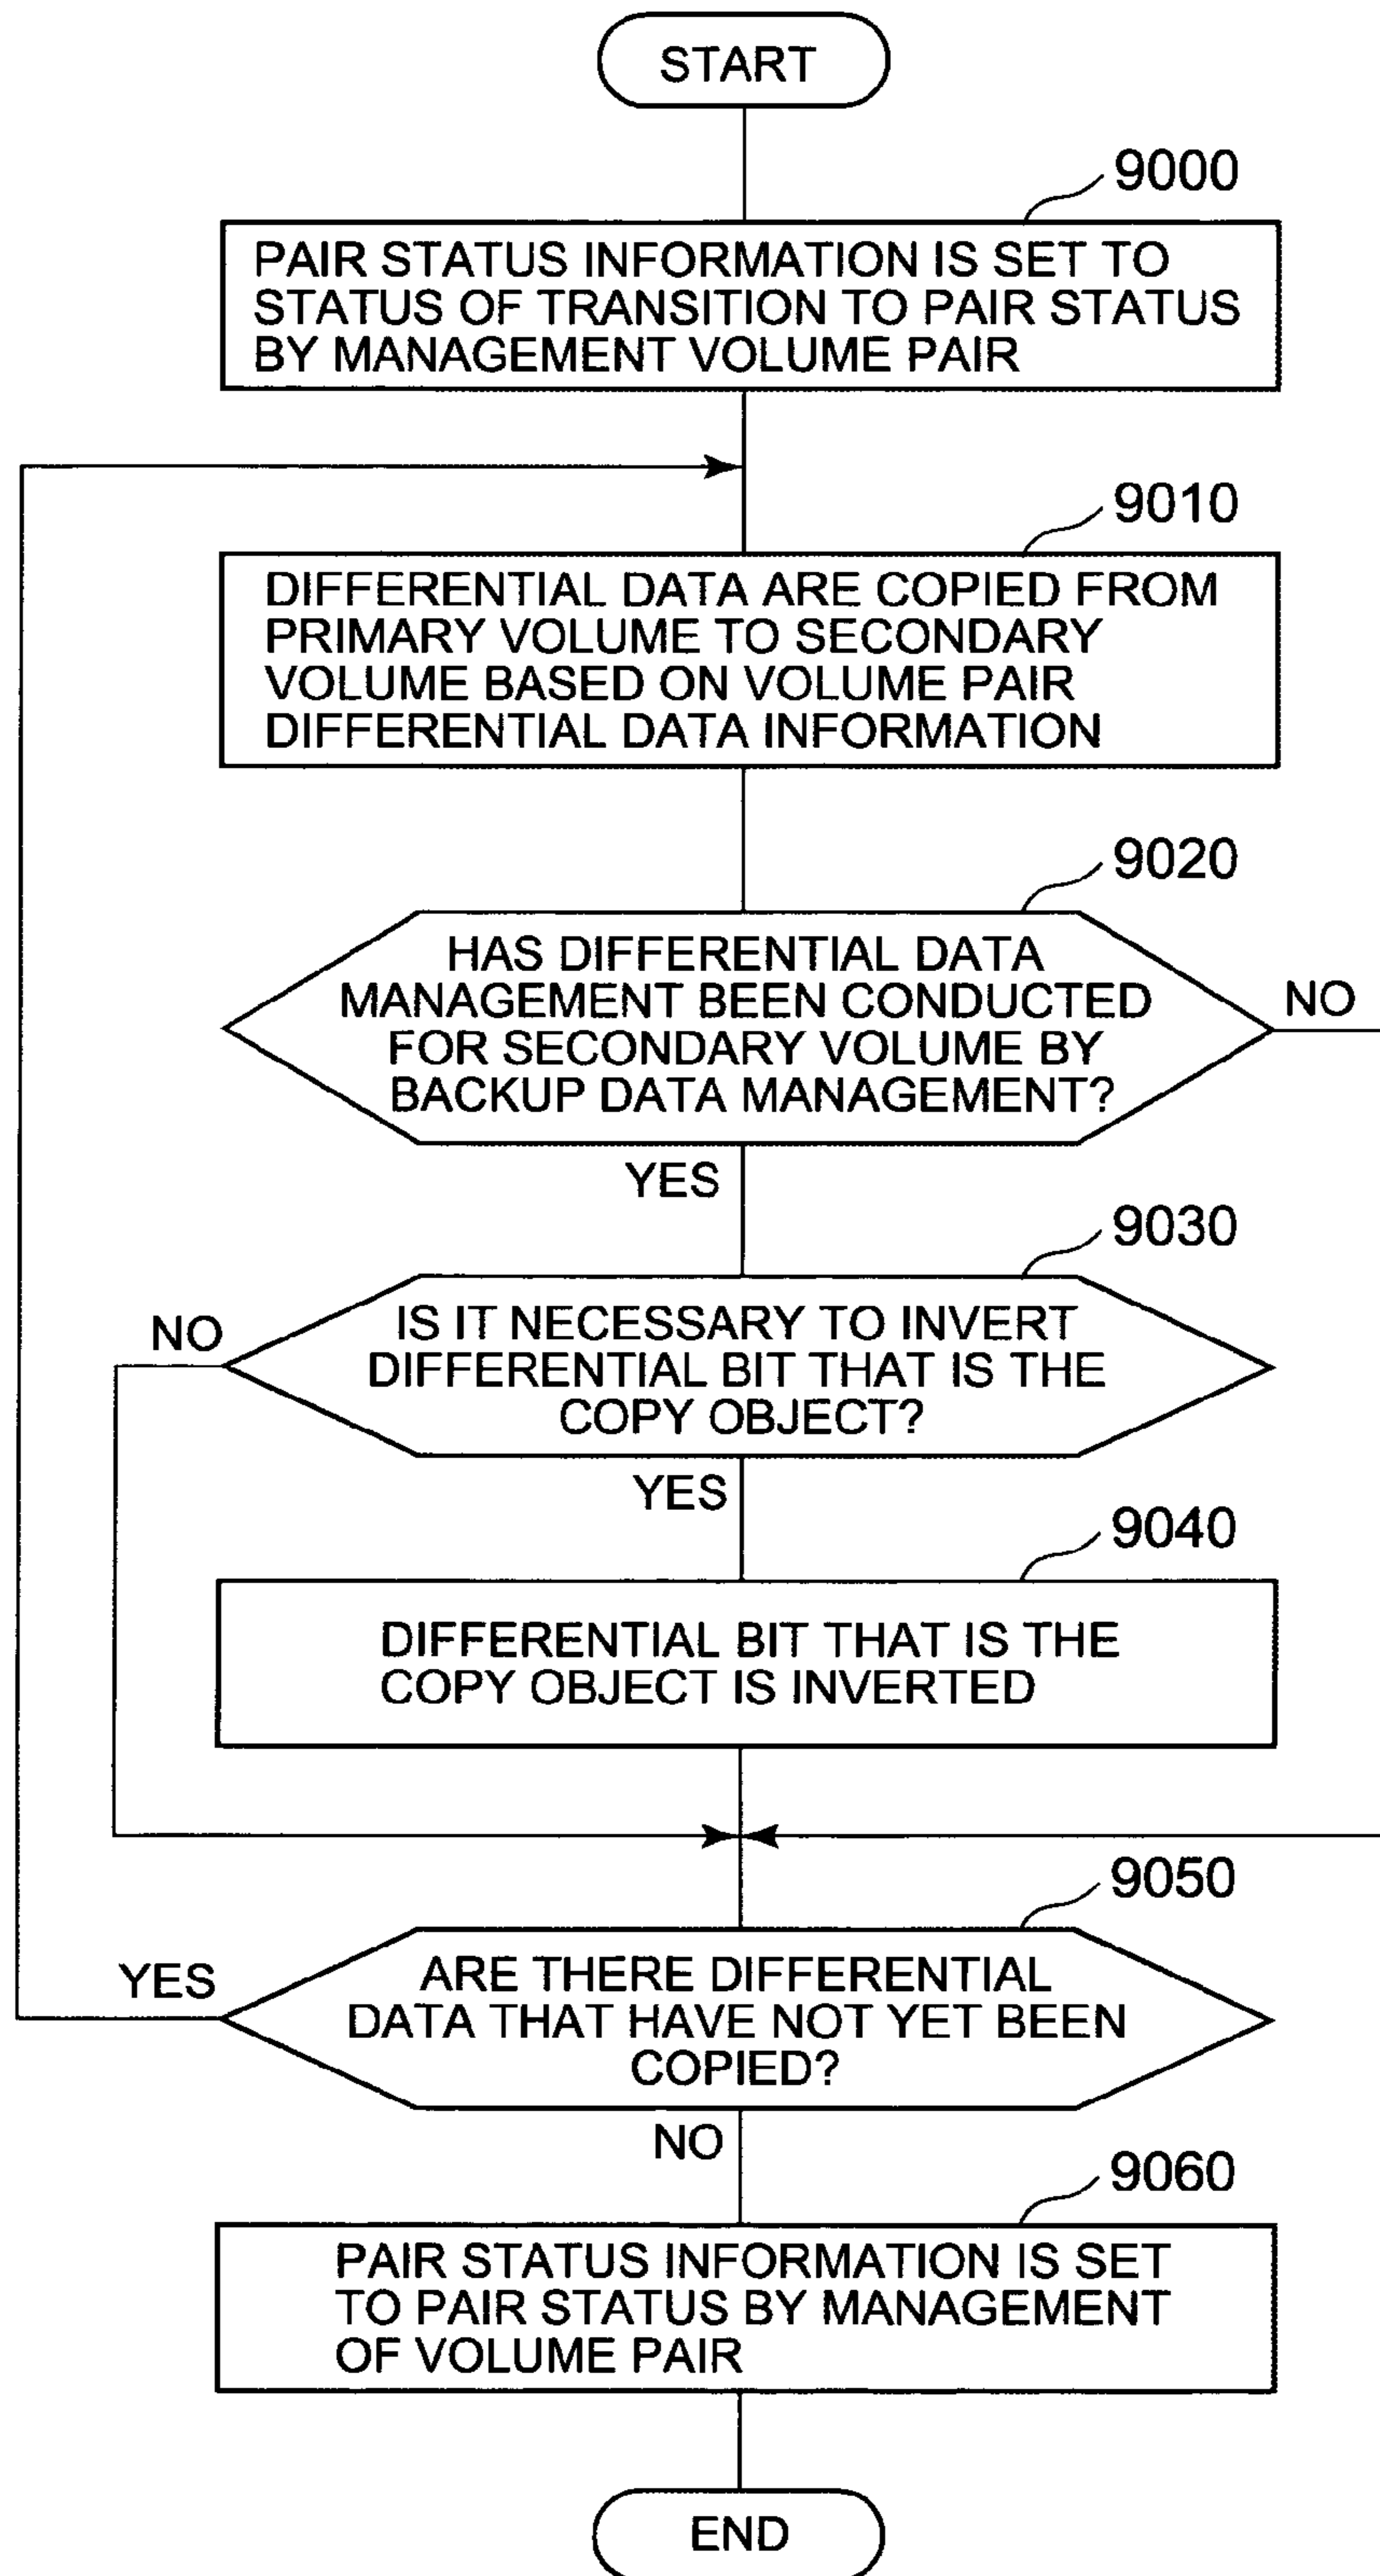 START
9000
PAIR STATUS INFORMATION IS SET TO
STATUS OF TRANSITION TO PAIR STATUS
BY MANAGEMENT VOLUME PAIR
9010
DIFFERENTIAL DATA ARE COPIED FROM
PRIMARY VOLUME TO SECONDARY
VOLUME BASED ON VOLUME PAIR
DIFFERENTIAL DATA INFORMATION
9020
HAS DIFFERENTIAL DATA
MANAGEMENT BEEN CONDUCTED
FOR SECONDARY VOLUME BY
BACKUP DATA MANAGEMENT?
NO
YES
9030
IS IT NECESSARY TO INVERT
DIFFERENTIAL BIT THAT IS THE
COPY OBJECT?
NO
YES
9040
DIFFERENTIAL BIT THAT IS THE
COPY OBJECT IS INVERTED
9050
ARE THERE DIFFERENTIAL
DATA THAT HAVE NOT YET BEEN
COPIED?
YES
NO
9060
PAIR STATUS INFORMATION IS SET
TO PAIR STATUS BY MANAGEMENT
OF VOLUME PAIR
END